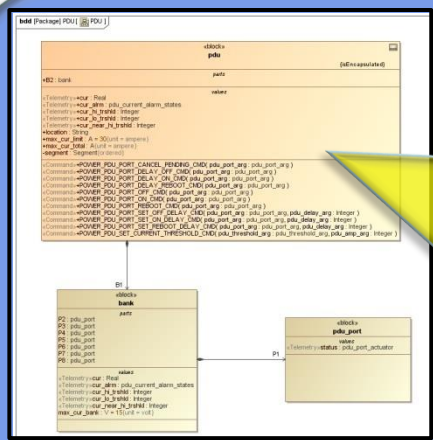 bdd [Package] PDU [ PDU ]
«block»
pdu
{isEncapsulated}
parts
+B2 : bank
values
«Telemetry»+cur : Real
«Telemetry»+cur_alrm : pdu_current_alarm_states
«Telemetry»+cur_hi_trshld : Integer
«Telemetry»+cur_lo_trshld : Integer
«Telemetry»+cur_near_hi_trshld : Integer
+location : String
+max_cur_limit : A = 30{unit = ampere}
+max_cur_total : A{unit = ampere}
-segment : Segment{ordered}
«Command»+POWER_PDU_PORT_CANCEL_PENDING_CMD( pdu_port_arg : pdu_port_arg )
«Command»+POWER_PDU_PORT_DELAY_OFF_CMD( pdu_port_arg : pdu_port_arg )
«Command»+POWER_PDU_PORT_DELAY_ON_CMD( pdu_port_arg : pdu_port_arg )
«Command»+POWER_PDU_PORT_DELAY_REBOOT_CMD( pdu_port_arg : pdu_port_arg )
«Command»+POWER_PDU_PORT_OFF_CMD( pdu_port_arg : pdu_port_arg )
«Command»+POWER_PDU_PORT_ON_CMD( pdu_port_arg : pdu_port_arg )
«Command»+POWER_PDU_PORT_REBOOT_CMD( pdu_port_arg : pdu_port_arg )
«Command»+POWER_PDU_PORT_SET_OFF_DELAY_CMD( pdu_port_arg : pdu_port_arg, pdu_delay_arg : Integer )
«Command»+POWER_PDU_PORT_SET_ON_DELAY_CMD( pdu_port_arg : pdu_port_arg, pdu_delay_arg : Integer )
«Command»+POWER_PDU_PORT_SET_REBOOT_DELAY_CMD( pdu_port_arg : pdu_port_arg, pdu_delay_arg : Integer )
«Command»+POWER_PDU_SET_CURRENT_THRESHOLD_CMD( pdu_threshold_arg : pdu_threshold_arg, pdu_amp_arg : Integer )
B1
«block»
bank
parts
P2 : pdu_port
P3 : pdu_port
P4 : pdu_port
P5 : pdu_port
P6 : pdu_port
P7 : pdu_port
P8 : pdu_port
values
«Telemetry»cur : Real
«Telemetry»cur_alrm : pdu_current_alarm_states
«Telemetry»cur_hi_trshld : Integer
«Telemetry»cur_lo_trshld : Integer
«Telemetry»cur_near_hi_trshld : Integer
max_cur_bank : V = 15{unit = volt}
P1
«block»
pdu_port
values
«Telemetry»status : pdu_port_actuator